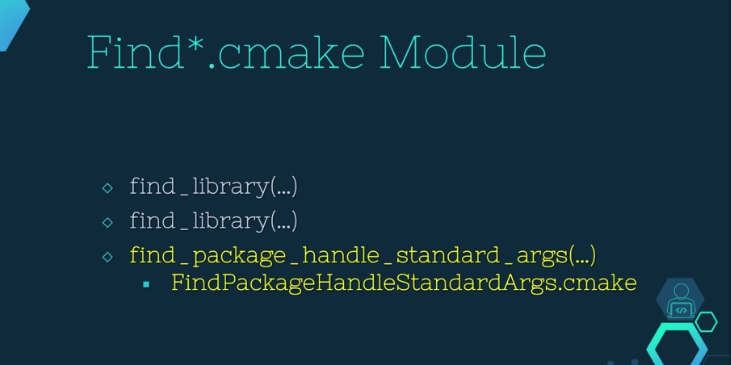 Find*.cmake Module
find_library(...)
find_library(...)
find_package_handle_standard_args(...)
FindPackageHandleStandardArgs.cmake